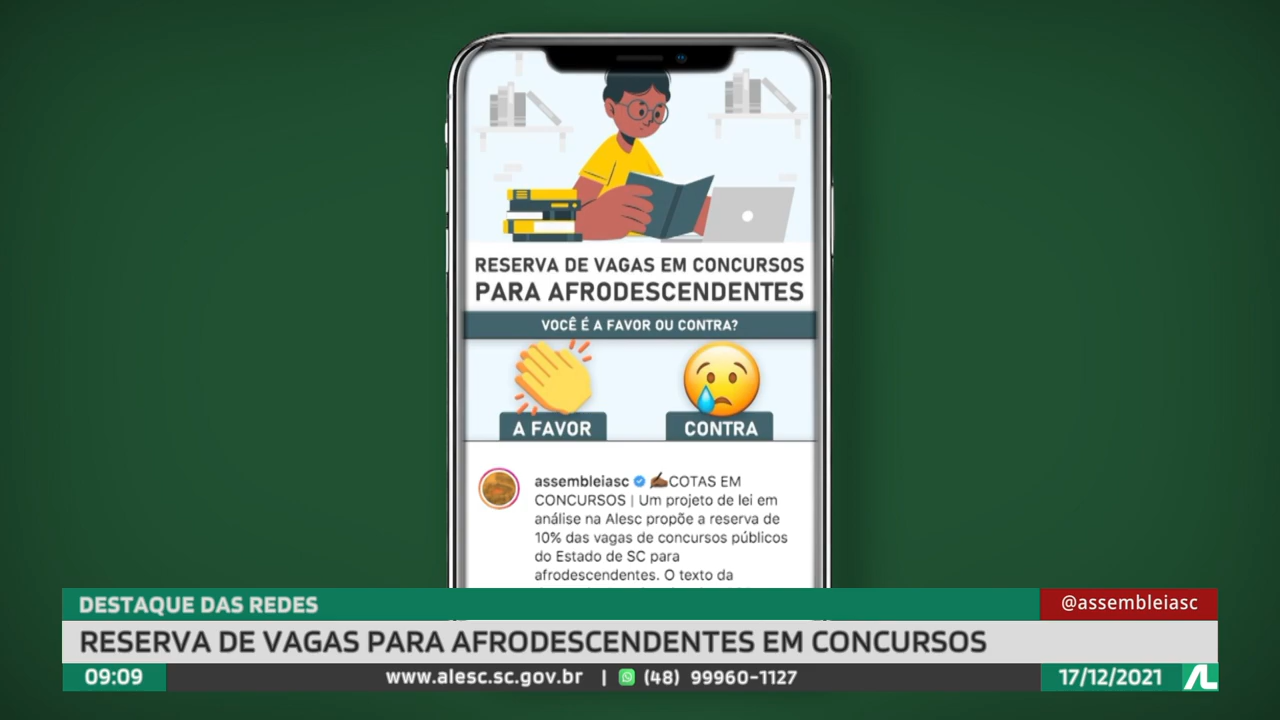 RESERVA DE VAGAS EM CONCURSOS
PARA AFRODESCENDENTES
VOCÊ É A FAVOR OU CONTRA?
A FAVOR
CONTRA
assembleiasc ✍🏾COTAS EM
CONCURSOS | Um projeto de lei em
análise na Alesc propõe a reserva de
10% das vagas de concursos públicos
do Estado de SC para
afrodescendentes. O texto da
DESTAQUE DAS REDES
@assembleiasc
RESERVA DE VAGAS PARA AFRODESCENDENTES EM CONCURSOS
09:09
www.alesc.sc.gov.br | (48) 99960-1127
17/12/2021
AL